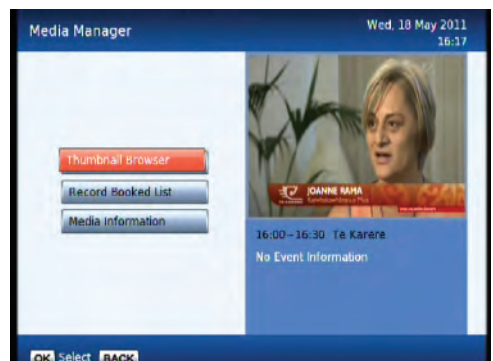 Media Manager
Wed, 18 May 2011
16:17
Thumbnail Browser
Record Booked List
Media Information
JOANNE RAMA
16:00~16:30 Te Karere
No Event Information
OK Select BACK